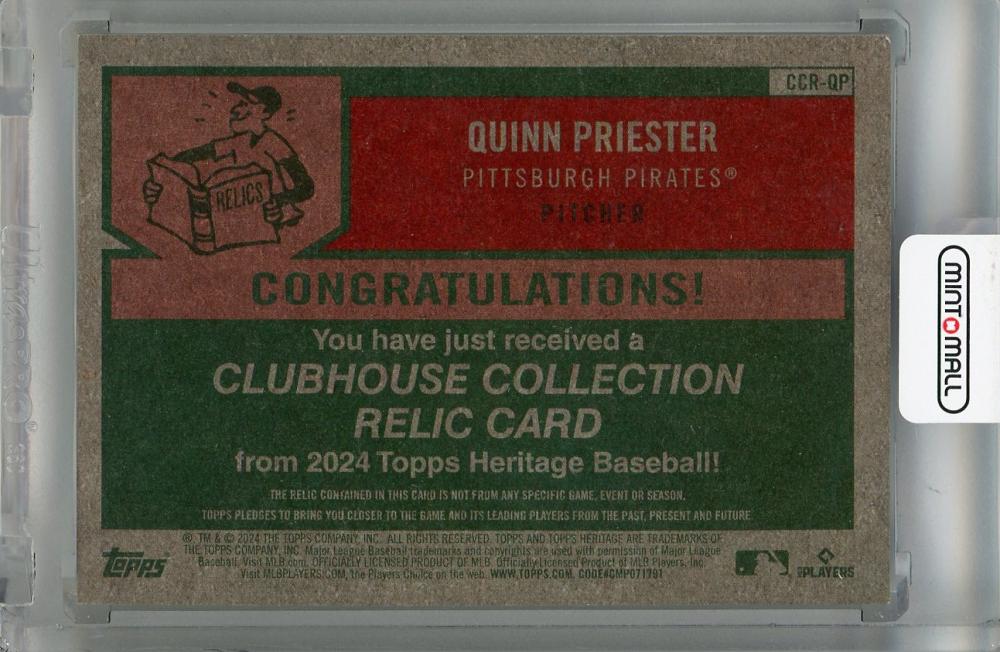 CCR-QP
RELICS
QUINN PRIESTER
PITTSBURGH PIRATES®
PITCHER
CONGRATULATIONS!
You have just received a
CLUBHOUSE COLLECTION
RELIC CARD
from 2024 Topps Heritage Baseball!
THE RELIC CONTAINED IN THIS CARD IS NOT FROM ANY SPECIFIC GAME, EVENT OR SEASON.
TOPPS PLEDGES TO BRING YOU CLOSER TO THE GAME AND ITS LEADING PLAYERS FROM THE PAST, PRESENT AND FUTURE.
® TM & © 2024 THE TOPPS COMPANY, INC. ALL RIGHTS RESERVED. TOPPS AND TOPPS HERITAGE ARE TRADEMARKS OF
THE TOPPS COMPANY, INC. Major League Baseball trademarks and copyrights are used with permission of Major League
Baseball. Visit MLB.com. OFFICIALLY LICENSED PRODUCT OF MLB Players, Inc.
Visit MLBPLAYERS.COM, the Players Choice on the web. WWW.TOPPS.COM. CODE#CMP071791
Topps
PLAYERS
MINT MALL